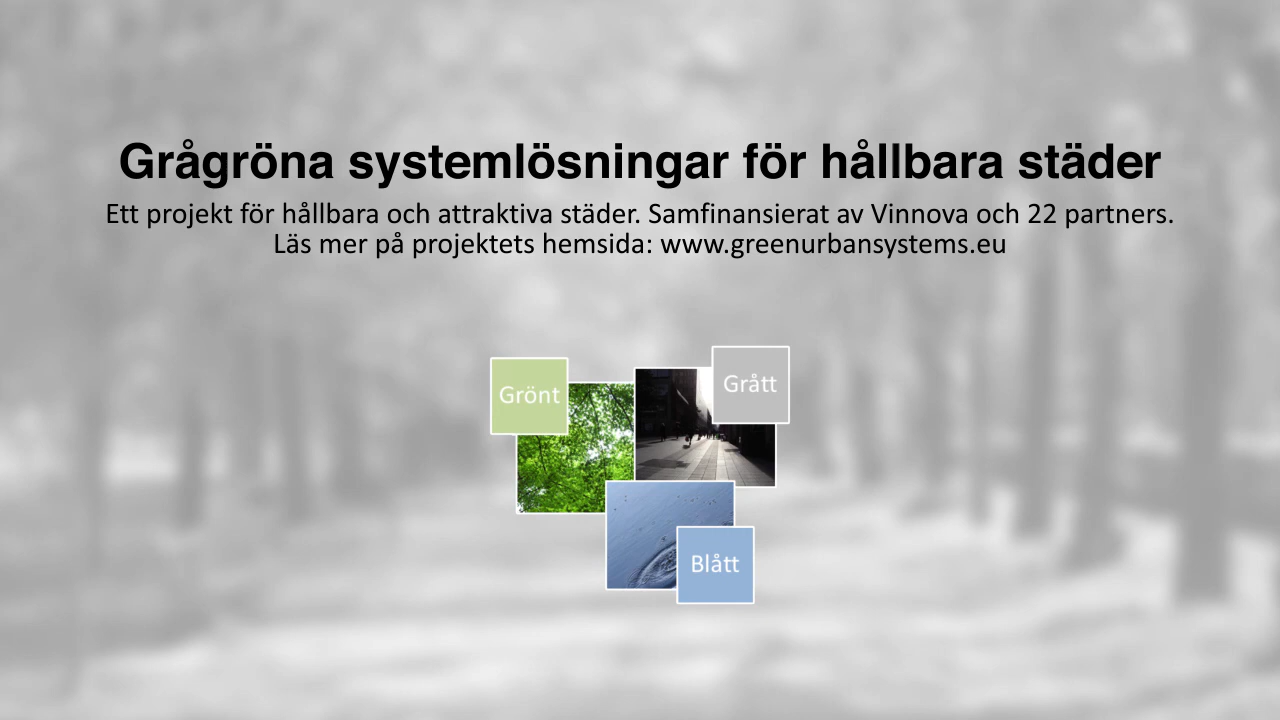 Grågröna systemlösningar för hållbara städer
Ett projekt för hållbara och attraktiva städer. Samfinansierat av Vinnova och 22 partners.
Läs mer på projektets hemsida: www.greenurbansystems.eu
Grönt
Grått
Blått